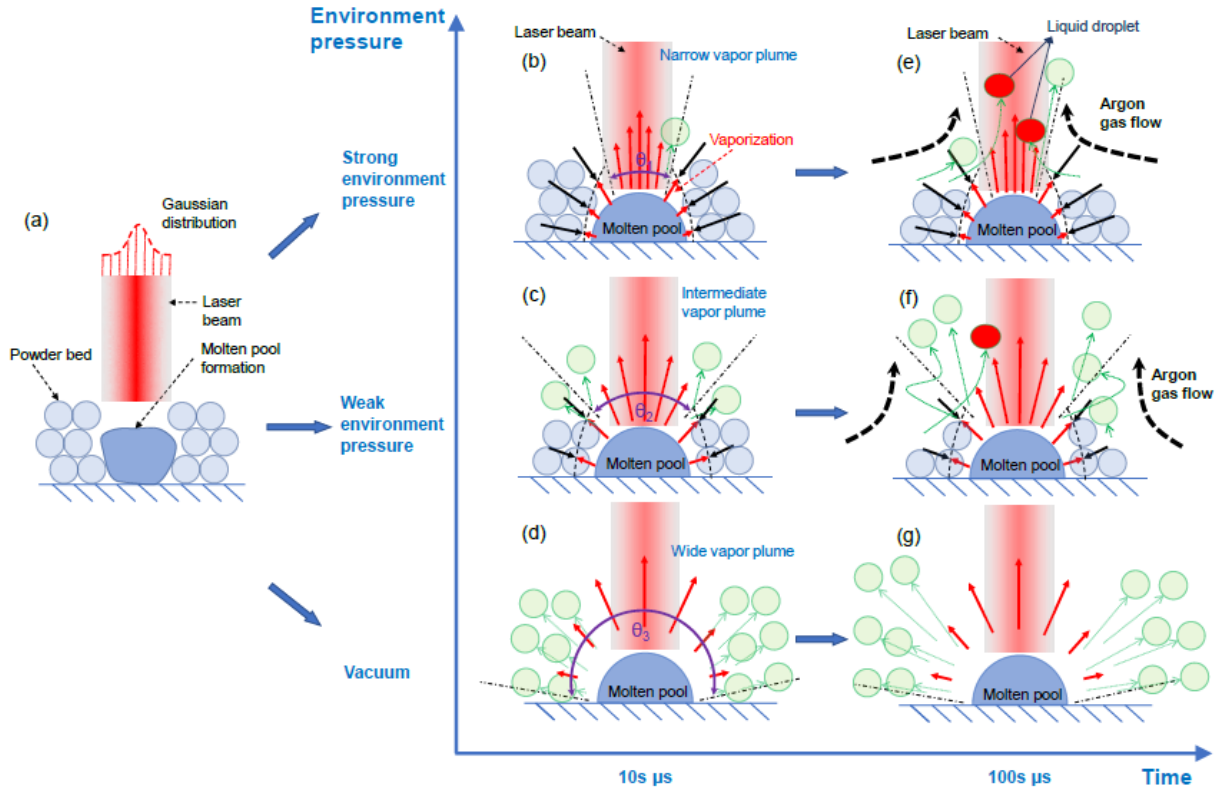 Environment
pressure
(a)
Gaussian
distribution
Laser
beam
Powder bed
Molten pool
formation
Strong
environment
pressure
Weak
environment
pressure
Vacuum
(b)
Laser beam
Narrow vapor plume
Vaporization
θ1
Molten pool
(e)
Laser beam
Liquid droplet
Argon
gas flow
Molten pool
(c)
Intermediate
vapor plume
θ2
Molten pool
(f)
Argon
gas flow
Molten pool
(d)
Wide vapor plume
θ3
Molten pool
(g)
Molten pool
10s μs
100s μs
Time